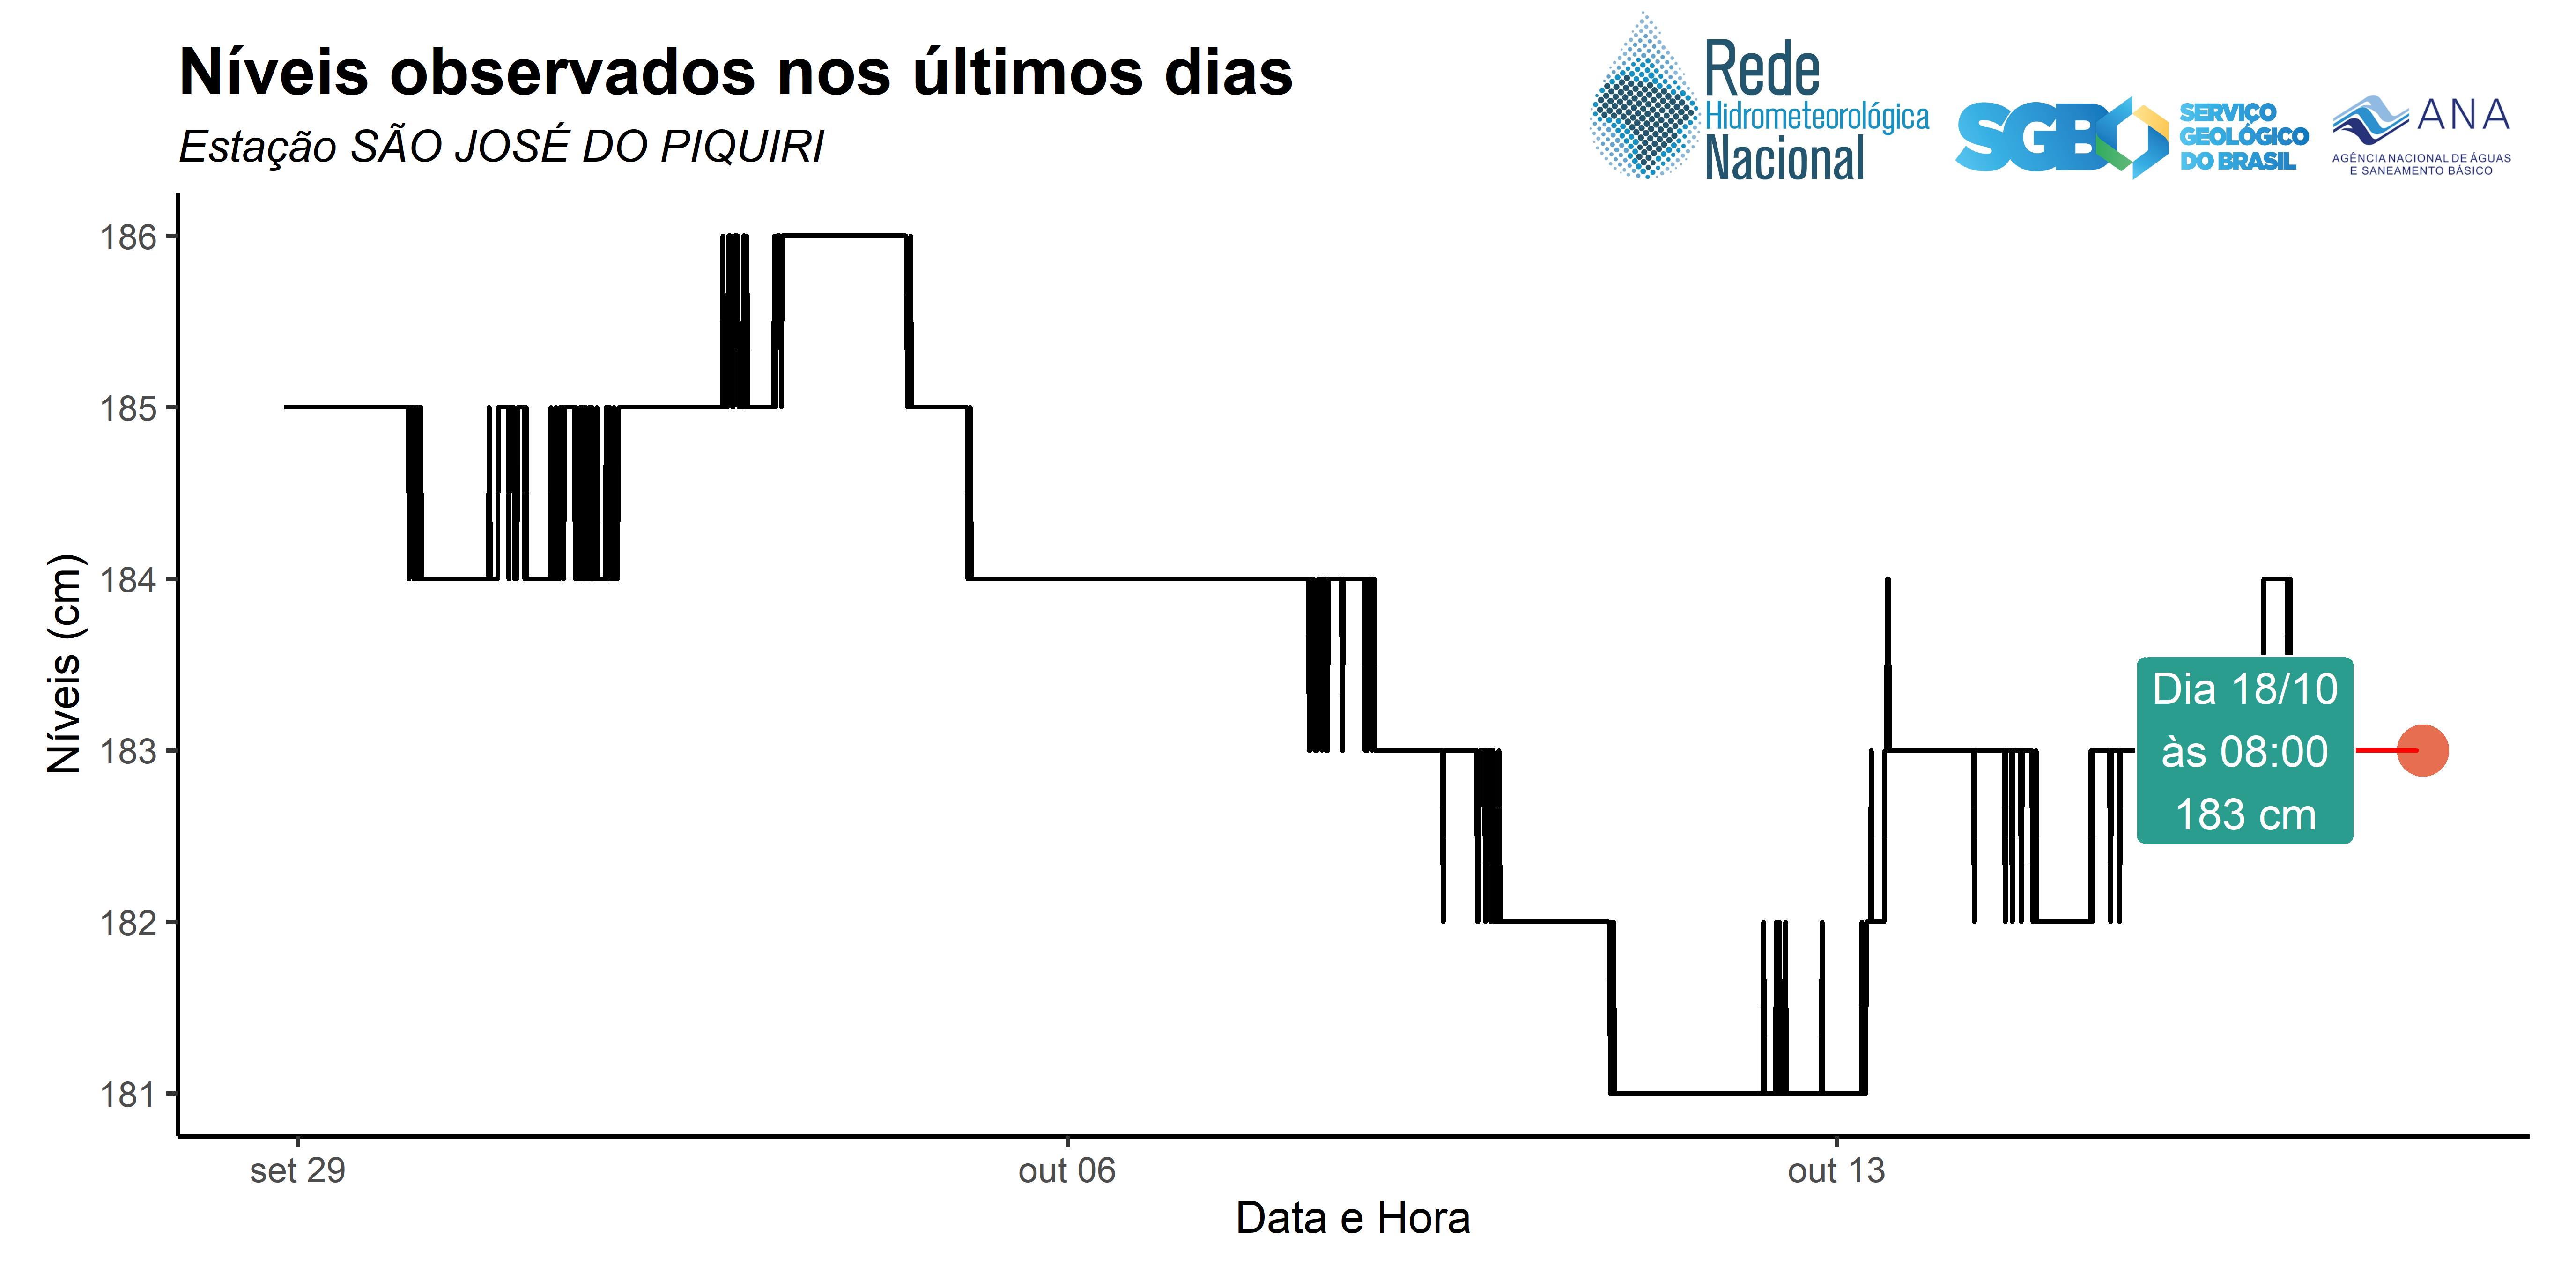 Níveis observados nos últimos dias
Estação SÃO JOSÉ DO PIQUIRI
Rede
Hidrometeorológica
Nacional
SGB
SERVIÇO
GEOLÓGICO
DO BRASIL
ANA
AGÊNCIA NACIONAL DE ÁGUAS
E SANEAMENTO BÁSICO
Níveis (cm)
186
185
184
183
182
181
Dia 18/10
às 08:00
183 cm
set 29
out 06
out 13
Data e Hora